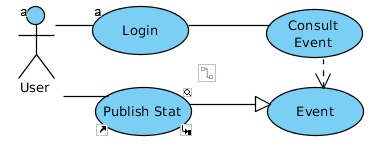 a
a
Login
Consult
Event
User
Publish Stat
Event